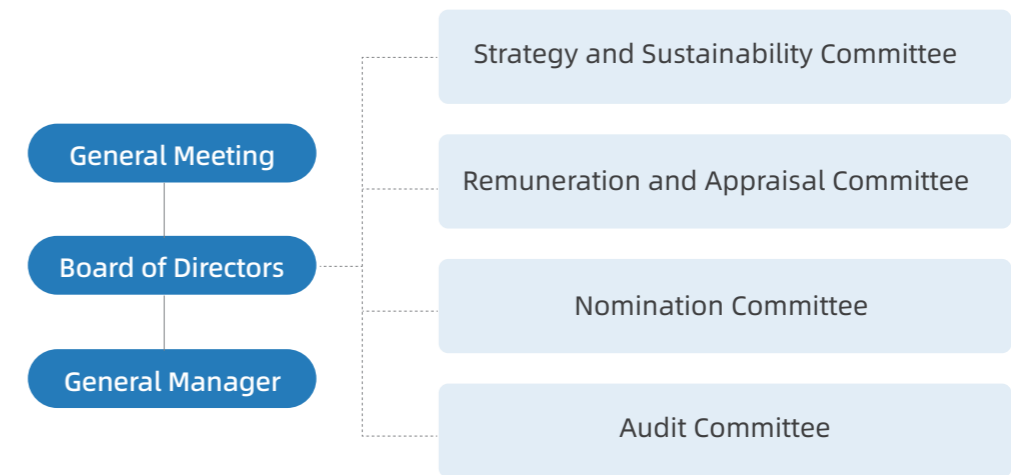 General Meeting
Board of Directors
General Manager
Strategy and Sustainability Committee
Remuneration and Appraisal Committee
Nomination Committee
Audit Committee